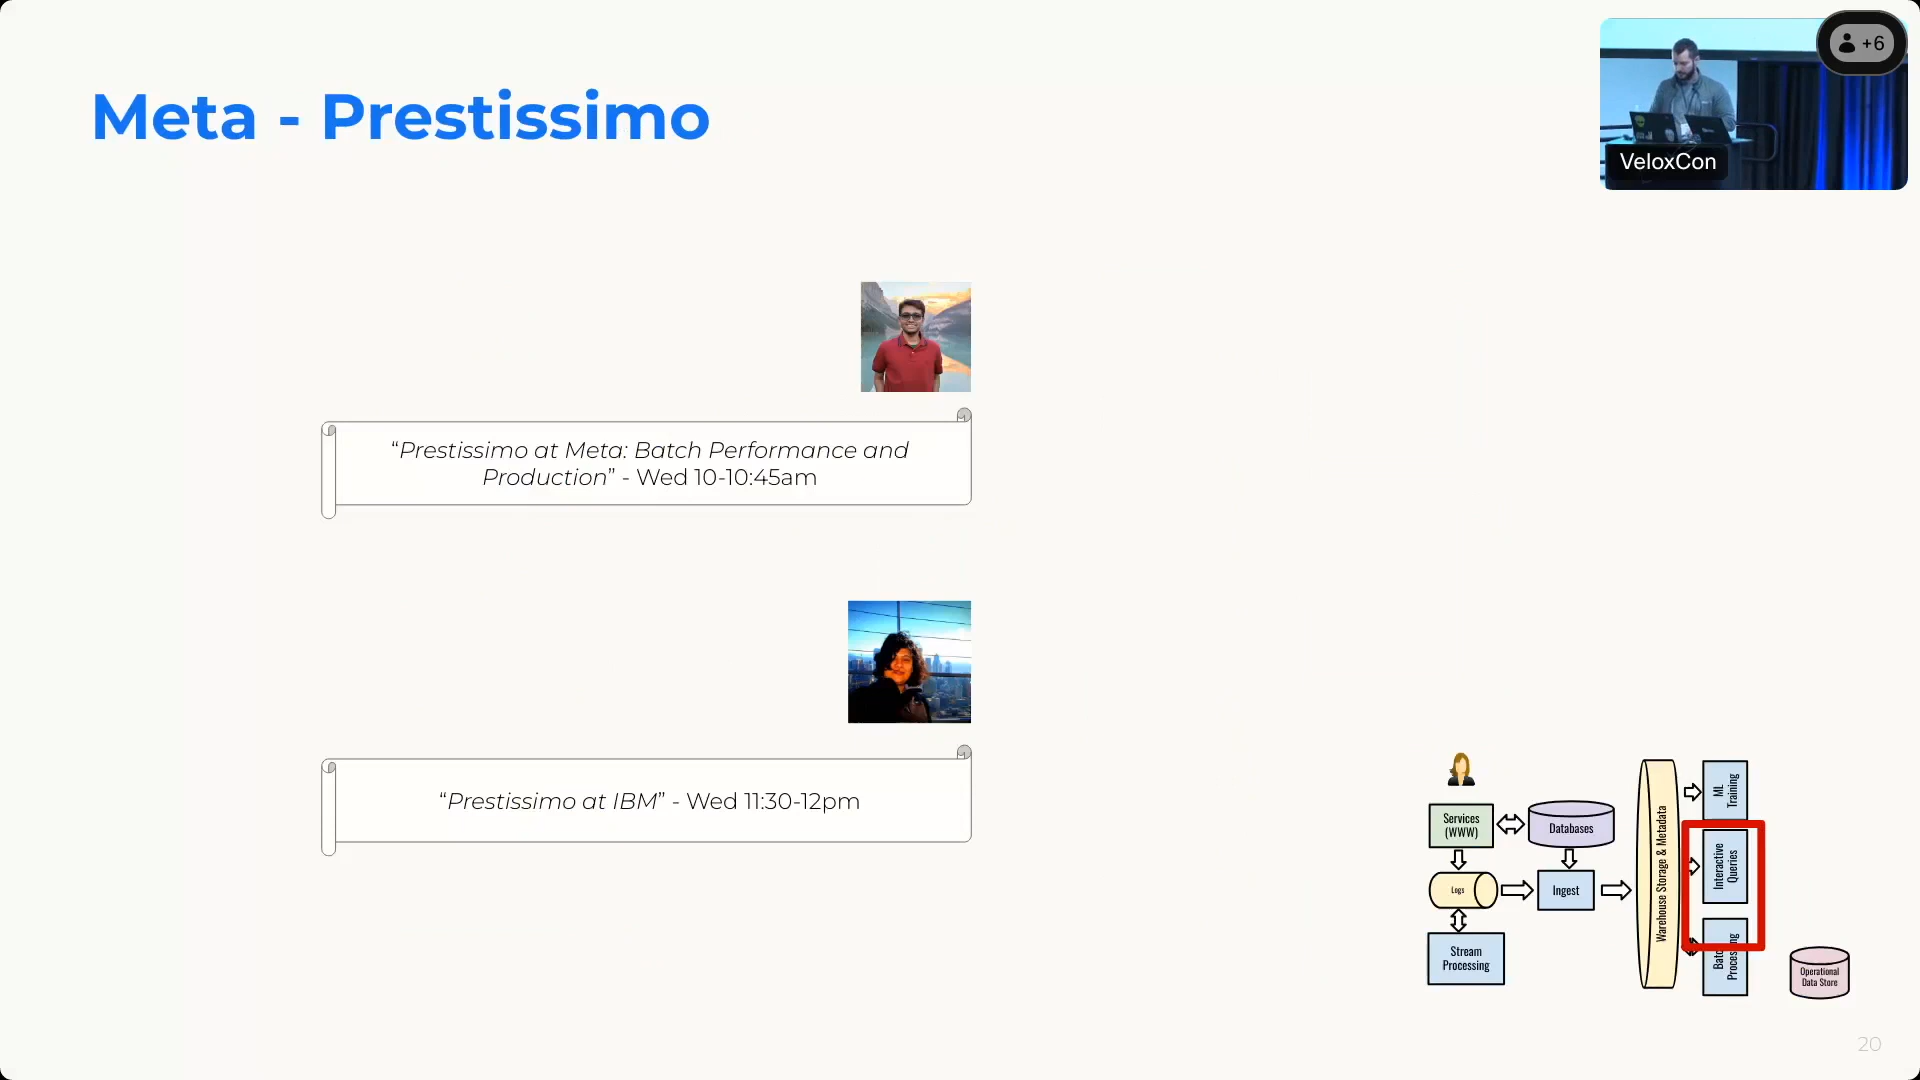 Meta - Prestissimo
+6
VeloxCon
“Prestissimo at Meta: Batch Performance and
Production” - Wed 10-10:45am
“Prestissimo at IBM” - Wed 11:30-12pm
Services
(WWW)
Databases
Logs
Ingest
Stream
Processing
Warehouse Storage & Metadata
ML
Training
Interactive
Queries
Batch
Processing
Operational
Data Store
20